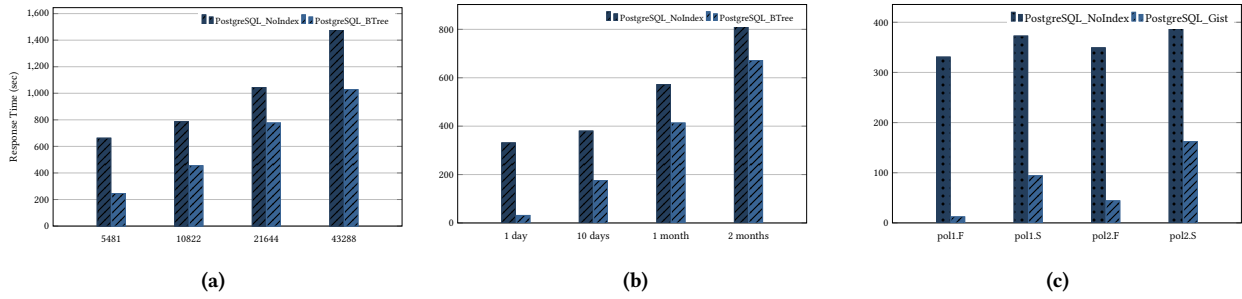 PostgreSQL_NoIndex PostgreSQL_BTree
Response Time (sec)
1,600
1,400
1,200
1,000
800
600
400
200
0
5481 10822 21644 43288
(a)
PostgreSQL_NoIndex PostgreSQL_BTree
800
600
400
200
0
1 day 10 days 1 month 2 months
(b)
PostgreSQL_NoIndex PostgreSQL_Gist
400
300
200
100
0
pol1.F pol1.S pol2.F pol2.S
(c)